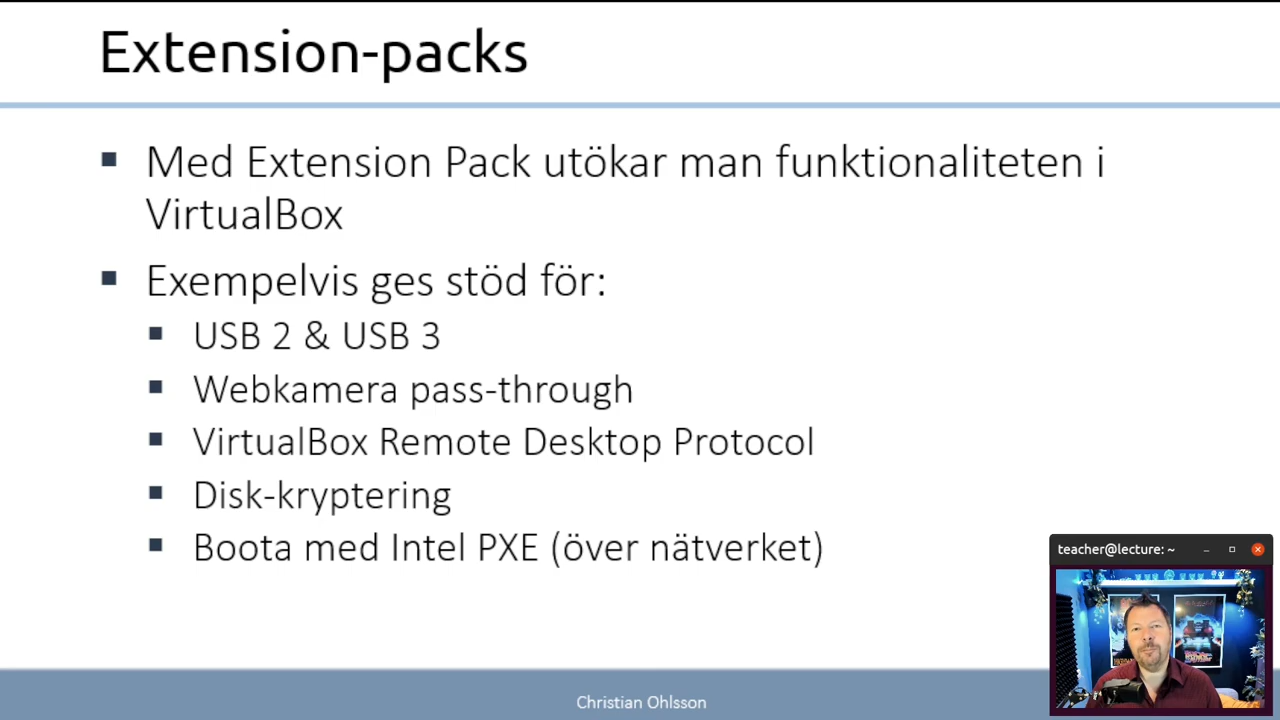 Extension-packs
Med Extension Pack utökar man funktionaliteten i
VirtualBox
Exempelvis ges stöd för:
USB 2 & USB 3
Webkamera pass-through
VirtualBox Remote Desktop Protocol
Disk-kryptering
Boota med Intel PXE (över nätverket)
teacher@lecture: ~
Christian Ohlsson